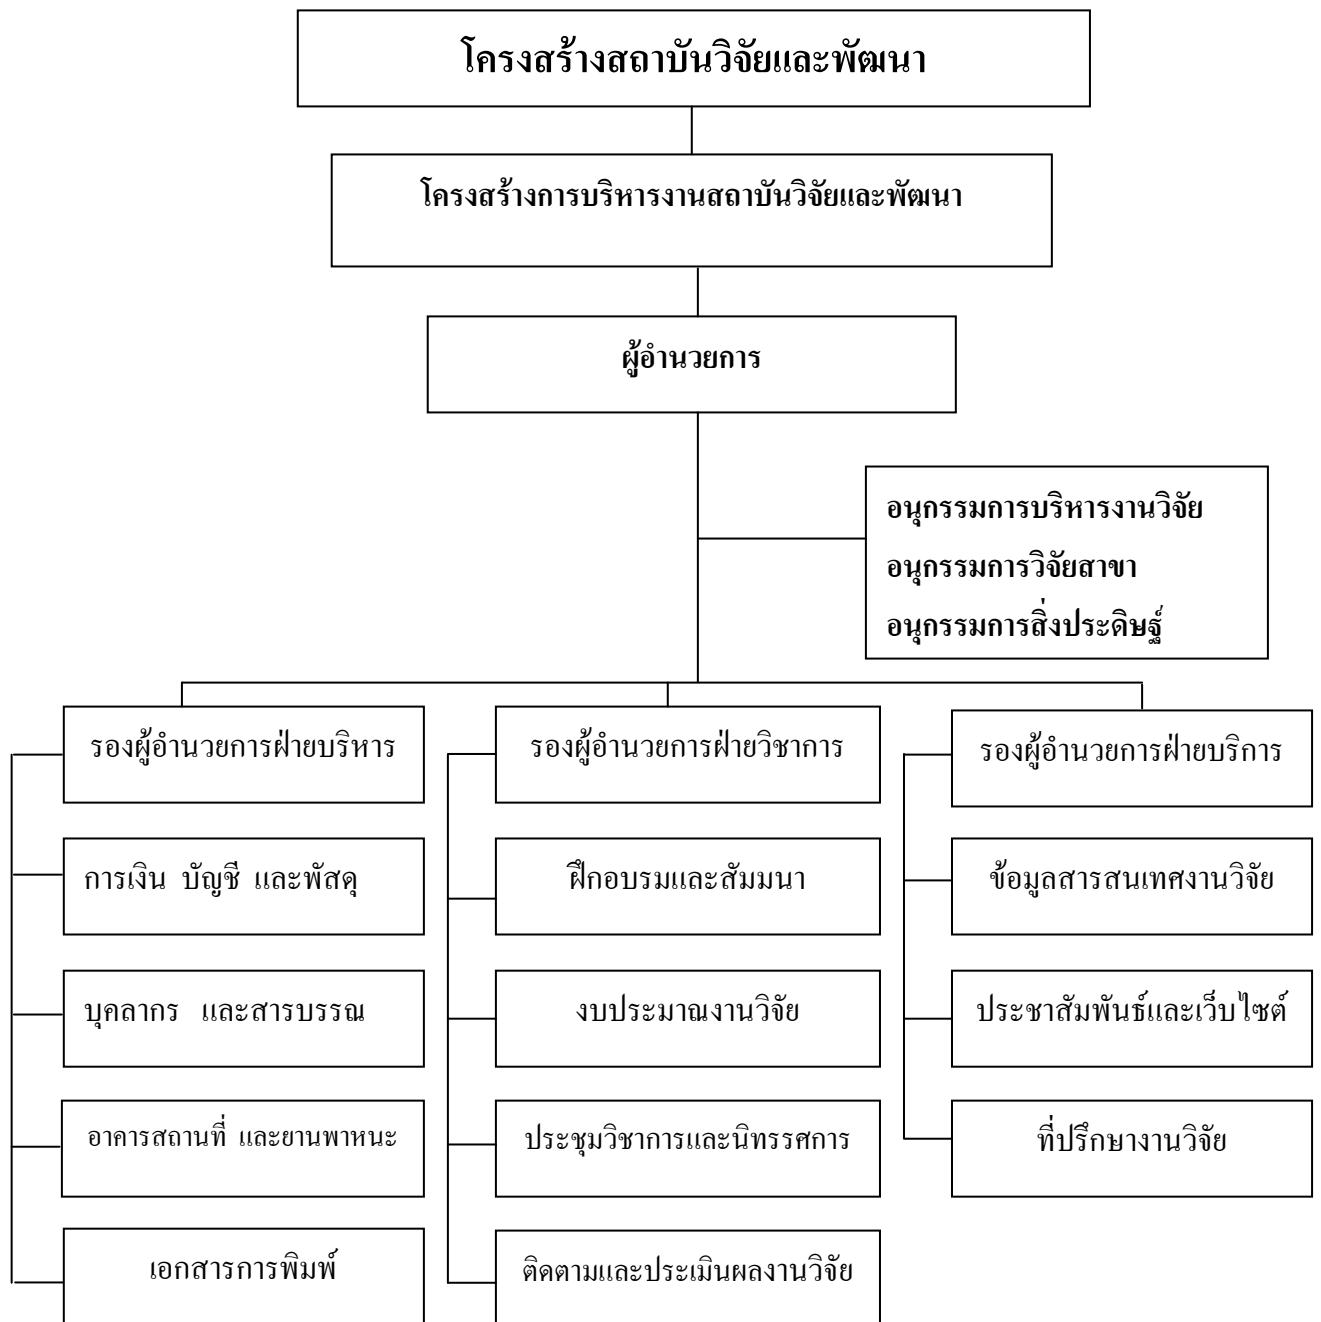 โครงสร้างสถาบันวิจัยและพัฒนา
โครงสร้างการบริหารงานสถาบันวิจัยและพัฒนา
ผู้อำนวยการ
อนุกรรมการบริหารงานวิจัย
อนุกรรมการวิจัยสาขา
อนุกรรมการสิ่งประดิษฐ์
รองผู้อำนวยการฝ่ายบริหาร
การเงิน บัญชี และพัสดุ
บุคลากร และสารบรรณ
อาคารสถานที่ และยานพาหนะ
เอกสารการพิมพ์
รองผู้อำนวยการฝ่ายวิชาการ
ฝึกอบรมและสัมมนา
งบประมาณงานวิจัย
ประชุมวิชาการและนิทรรศการ
ติดตามและประเมินผลงานวิจัย
รองผู้อำนวยการฝ่ายบริการ
ข้อมูลสารสนเทศงานวิจัย
ประชาสัมพันธ์และเว็บไซต์
ที่ปรึกษางานวิจัย